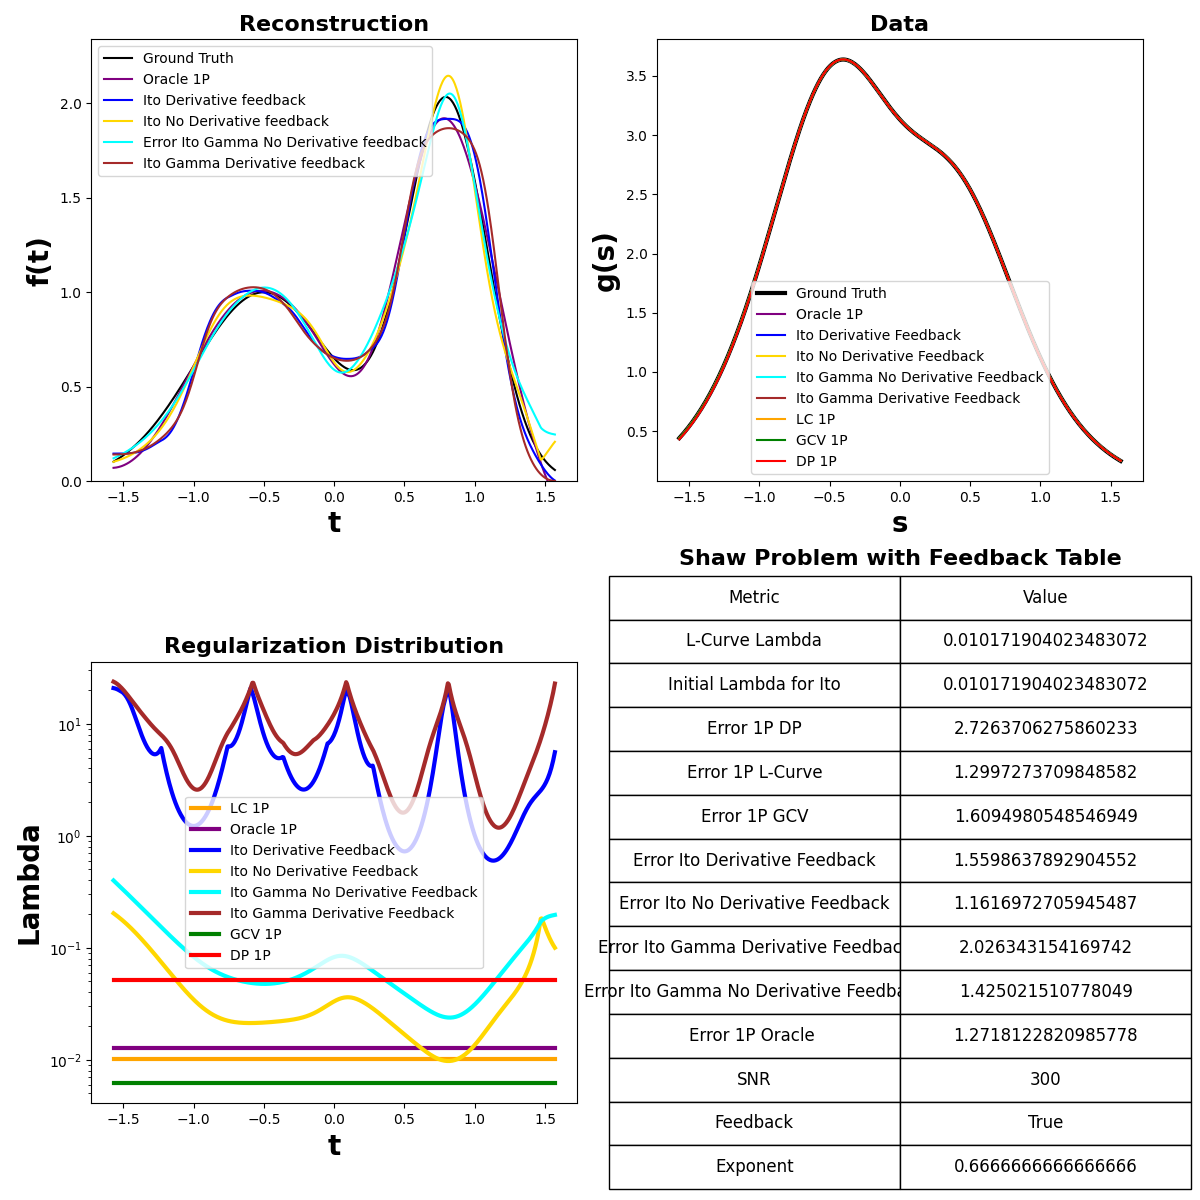 Reconstruction
Ground Truth
Oracle 1P
Ito Derivative feedback
Ito No Derivative feedback
Error Ito Gamma No Derivative feedback
Ito Gamma Derivative feedback
f(t)
2.0
1.5
1.0
0.5
0.0
−1.5 −1.0 −0.5 0.0 0.5 1.0 1.5
t
Data
g(s)
3.5
3.0
2.5
2.0
1.5
1.0
0.5
Ground Truth
Oracle 1P
Ito Derivative Feedback
Ito No Derivative Feedback
Ito Gamma No Derivative Feedback
Ito Gamma Derivative Feedback
LC 1P
GCV 1P
DP 1P
−1.5 −1.0 −0.5 0.0 0.5 1.0 1.5
s
Regularization Distribution
Lambda
10^1
10^0
10^−1
10^−2
LC 1P
Oracle 1P
Ito Derivative Feedback
Ito No Derivative Feedback
Ito Gamma No Derivative Feedback
Ito Gamma Derivative Feedback
GCV 1P
DP 1P
−1.5 −1.0 −0.5 0.0 0.5 1.0 1.5
t
Shaw Problem with Feedback Table
Metric Value
L-Curve Lambda 0.010171904023483072
Initial Lambda for Ito 0.010171904023483072
Error 1P DP 2.7263706275860233
Error 1P L-Curve 1.2997273709848582
Error 1P GCV 1.6094980548546949
Error Ito Derivative Feedback 1.5598637892904552
Error Ito No Derivative Feedback 1.1616972705945487
Error Ito Gamma Derivative Feedbac 2.026343154169742
Error Ito Gamma No Derivative Feedba 1.425021510778049
Error 1P Oracle 1.2718122820985778
SNR 300
Feedback True
Exponent 0.6666666666666666